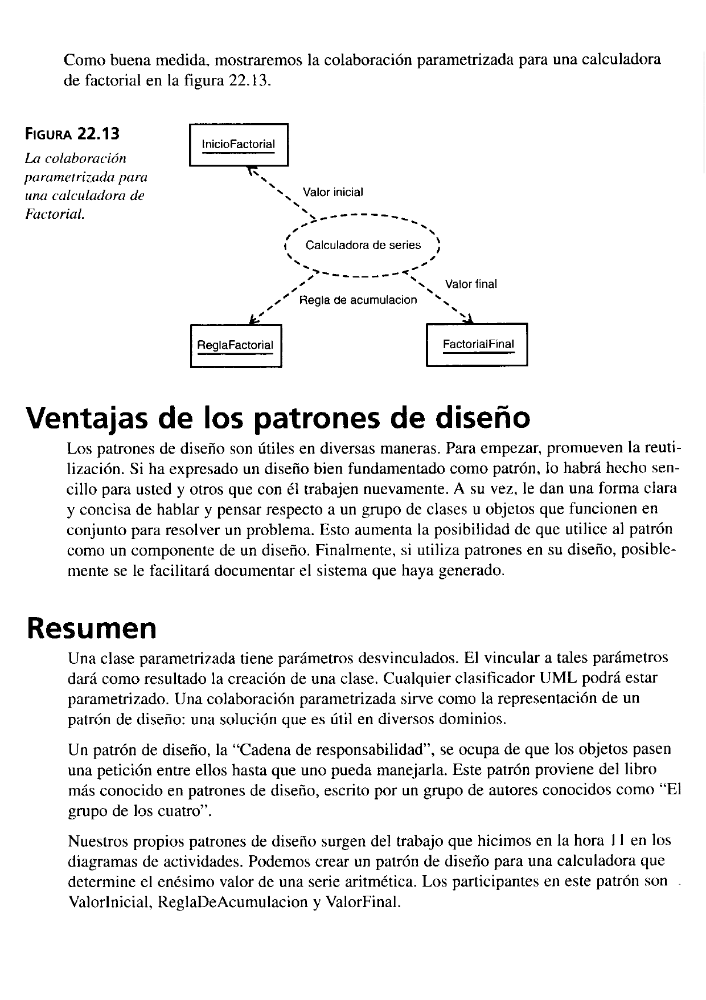 Como buena medida, mostraremos la colaboración parametrizada para una calculadora
de factorial en la figura 22.13.
FIGURA 22.13
La colaboración
parametrizada para
una calculadora de
Factorial.
InicioFactorial
Valor inicial
Calculadora de series
Valor final
Regla de acumulacion
ReglaFactorial
FactorialFinal
Ventajas de los patrones de diseño
Los patrones de diseño son útiles en diversas maneras. Para empezar, promueven la reuti-
lización. Si ha expresado un diseño bien fundamentado como patrón, lo habrá hecho sen-
cillo para usted y otros que con él trabajen nuevamente. A su vez, le dan una forma clara
y concisa de hablar y pensar respecto a un grupo de clases u objetos que funcionen en
conjunto para resolver un problema. Esto aumenta la posibilidad de que utilice al patrón
como un componente de un diseño. Finalmente, si utiliza patrones en su diseño, posible-
mente se le facilitará documentar el sistema que haya generado.
Resumen
Una clase parametrizada tiene parámetros desvinculados. El vincular a tales parámetros
dará como resultado la creación de una clase. Cualquier clasificador UML podrá estar
parametrizado. Una colaboración parametrizada sirve como la representación de un
patrón de diseño: una solución que es útil en diversos dominios.
Un patrón de diseño, la “Cadena de responsabilidad”, se ocupa de que los objetos pasen
una petición entre ellos hasta que uno pueda manejarla. Este patrón proviene del libro
más conocido en patrones de diseño, escrito por un grupo de autores conocidos como “El
grupo de los cuatro”.
Nuestros propios patrones de diseño surgen del trabajo que hicimos en la hora 11 en los
diagramas de actividades. Podemos crear un patrón de diseño para una calculadora que
determine el enésimo valor de una serie aritmética. Los participantes en este patrón son
ValorInicial, ReglaDeAcumulacion y ValorFinal.